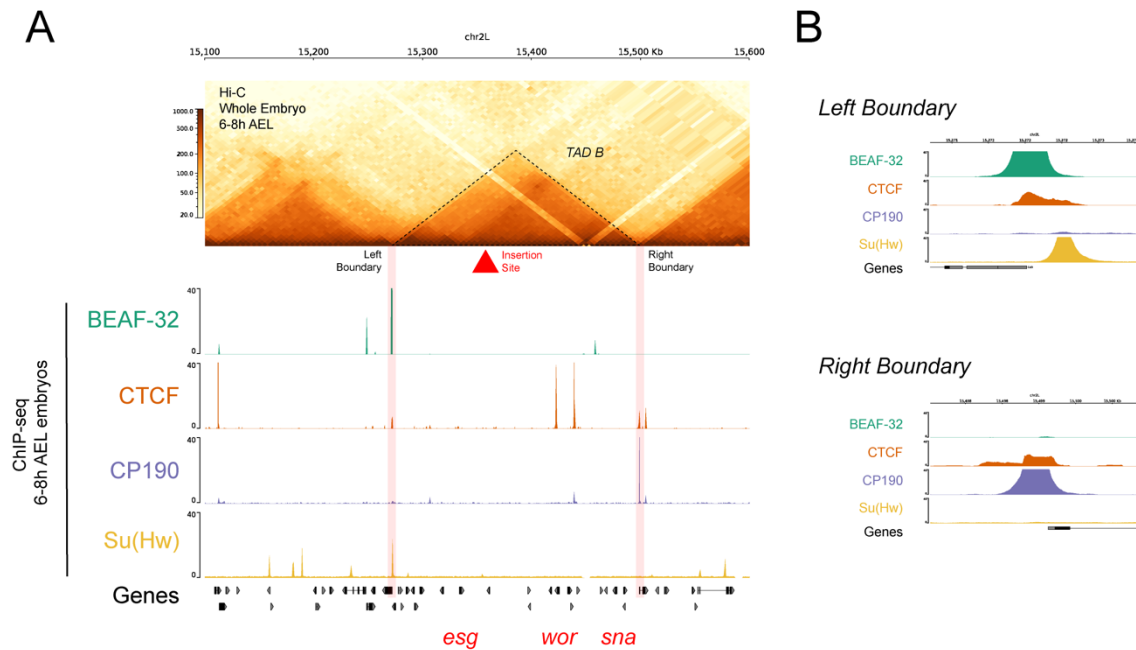 A
chr2L
15,100 15,200 15,300 15,400 15,500 Kb 15,600
Hi-C
Whole Embryo
6-8h AEL
1000.0
500.0
200.0
100.0
50.0
20.0
TAD B
Left
Boundary
Insertion
Site
Right
Boundary
ChIP-seq
6-8h AEL embryos
BEAF-32
40
0
CTCF
40
0
CP190
40
0
Su(Hw)
40
0
Genes
esg wor sna
B
Left Boundary
BEAF-32
CTCF
CP190
Su(Hw)
Genes
Right Boundary
BEAF-32
CTCF
CP190
Su(Hw)
Genes